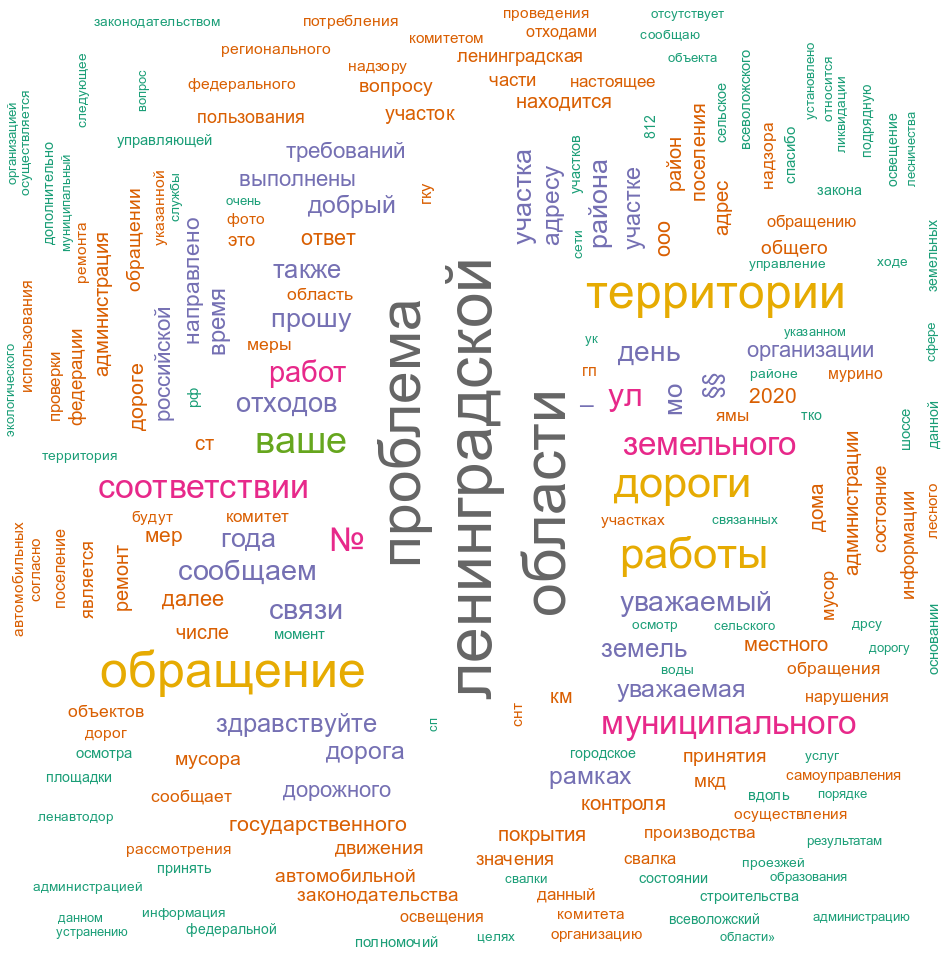 законодательством
потребления
проведения
отсутствует
комитетом
отходами
сообщаю
регионального
ленинградская
объекта
надзору
федерального
вопросу
части
настоящее
находится
пользования
участок
следующее
вопрос
всеволожского
установлено
относится
ликвидации
подрядную
организацией
осуществляется
812
сельское
освещение
лесничества
управляющей
требований
район
поселения
надзора
спасибо
дополнительно
муниципальный
выполнены
гку
участка
адресу
участков
района
участке
адрес
закона
указанной
службы
очень
добрый
фото
обращению
ремонта
администрация
обращении
направлено
это
ответ
сети
ооо
общего
земельных
также
управление
ходе
использования
область
территории
время
российской
прошу
проблема
ленинградской
области
экологического
проверки
федерации
дороге
меры
ук
указанном
сфере
день
организации
рф
работ
гп
районе
мурино
отходов
I
ул
мо
§§
2020
ямы
тко
шоссе
данной
ст
ваше
территория
земельного
соответствии
дороги
дома
администрации
состояние
информации
лесного
будут
комитет
участках
связанных
автомобильных
согласно
поселение
является
ремонт
мер
года
№
работы
сообщаем
далее
связи
уважаемый
мусор
числе
момент
осмотр
сельского
дрсу
основании
земель
местного
дорогу
обращение
воды
обращения
уважаемая
км
нарушения
объектов
здравствуйте
сп
снт
муниципального
дорог
осмотра
мусора
дорога
городское
принятия
услуг
площадки
рамках
мкд
самоуправления
сообщает
дорожного
контроля
вдоль
порядке
ленавтодор
государственного
осуществления
покрытия
производства
рассмотрения
движения
значения
свалка
результатам
проезжей
принять
автомобильной
свалки
состоянии
образования
администрацией
законодательства
данный
строительства
данном
информация
освещения
комитета
всеволожский
администрацию
устранению
федеральной
полномочий
целях
организацию
области»